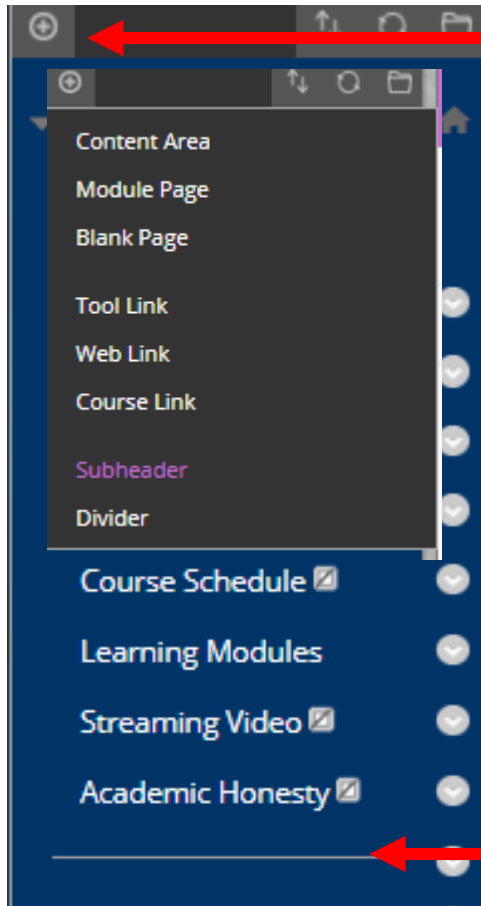 Content Area
Module Page
Blank Page
Tool Link
Web Link
Course Link
Subheader
Divider
Course Schedule
Learning Modules
Streaming Video
Academic Honesty